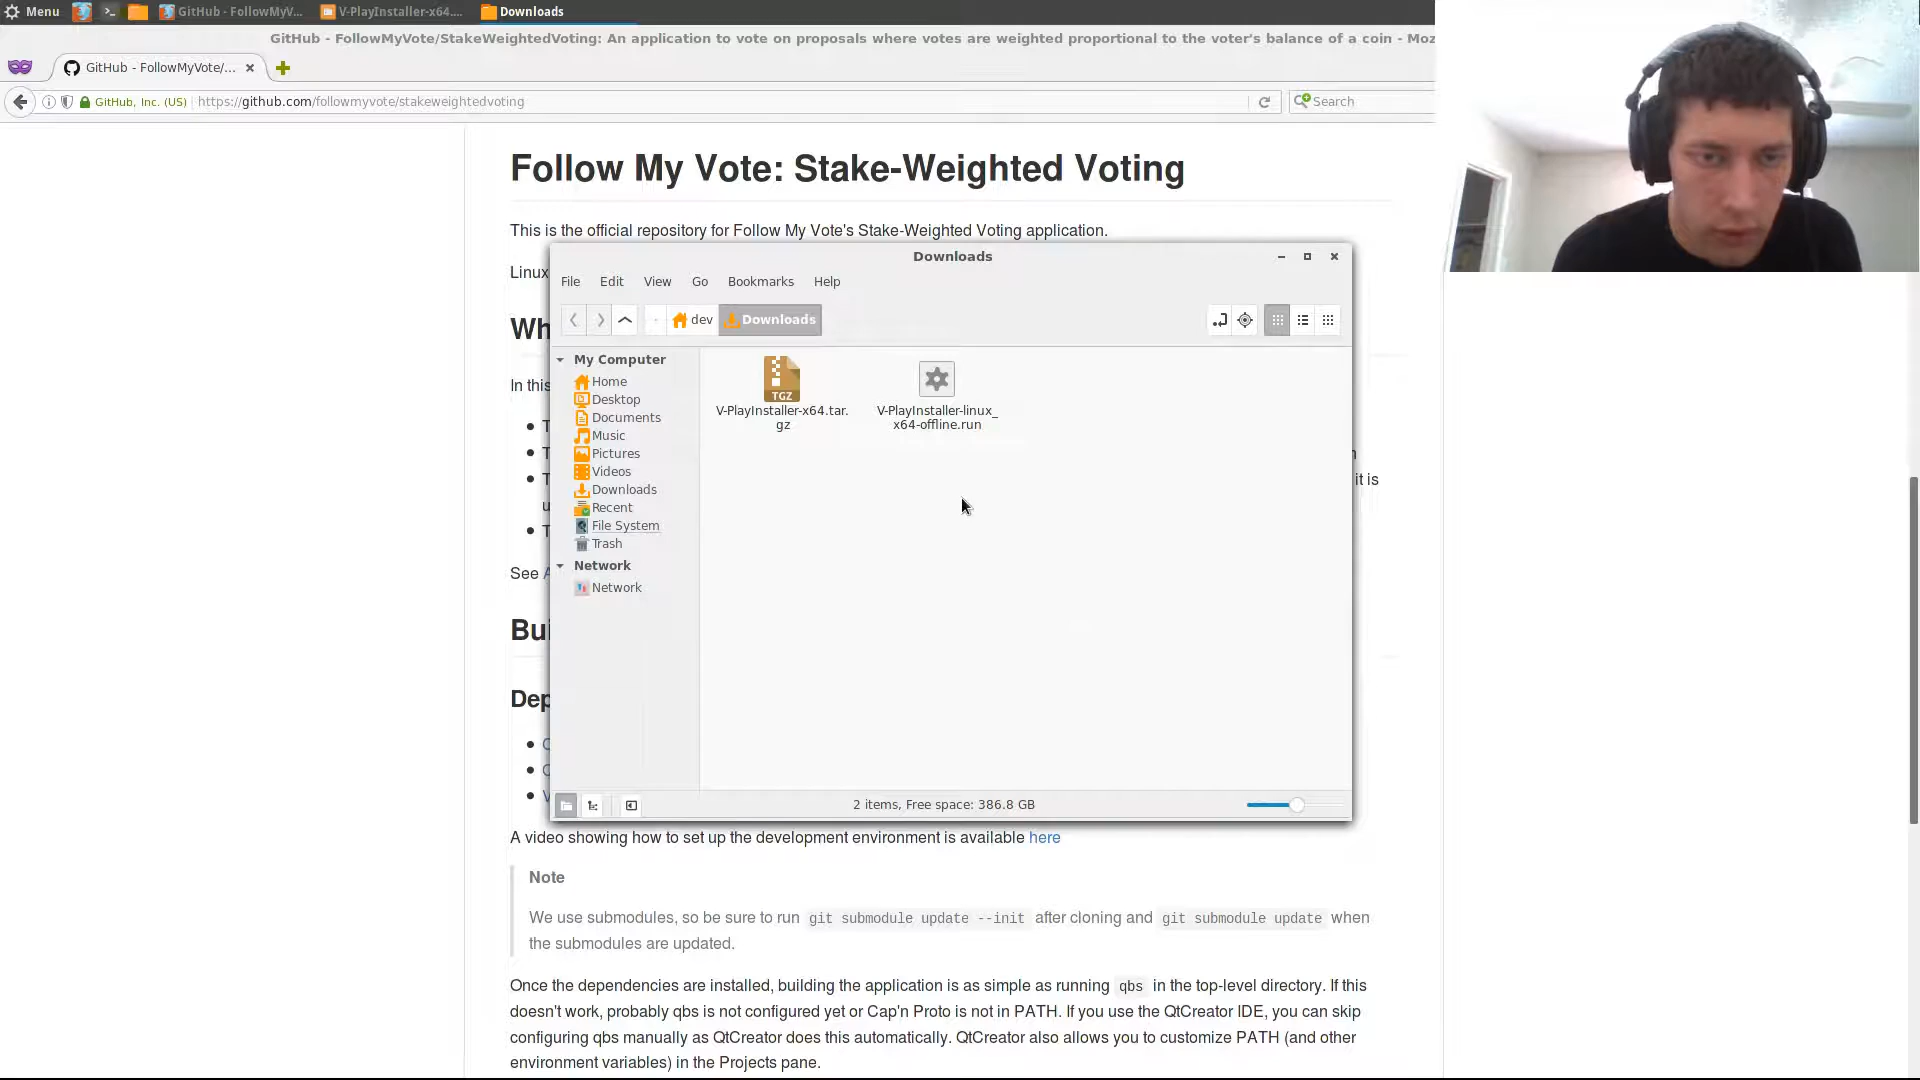 Menu
GitHub - FollowMyV...
V-PlayInstaller-x64....
Downloads
GitHub - FollowMyVote/StakeWeightedVoting: An application to vote on proposals where votes are weighted proportional to the voter's balance of a coin - Moz
GitHub - FollowMyVote/...
GitHub, Inc. (US)
https://github.com/followmyvote/stakeweightedvoting
Search
Follow My Vote: Stake-Weighted Voting
This is the official repository for Follow My Vote's Stake-Weighted Voting application.
Linux
Wh
In this
T
T
T
it is
u
T
See A
Bui
Dep
Downloads
File Edit View Go Bookmarks Help
dev
Downloads
My Computer
Home
Desktop
Documents
Music
Pictures
Videos
Downloads
Recent
File System
Trash
Network
Network
TGZ
V-PlayInstaller-x64.tar.
gz
V-PlayInstaller-linux_
x64-offline.run
2 items, Free space: 386.8 GB
A video showing how to set up the development environment is available here
Note
We use submodules, so be sure to run git submodule update --init after cloning and git submodule update when
the submodules are updated.
Once the dependencies are installed, building the application is as simple as running qbs in the top-level directory. If this
doesn't work, probably qbs is not configured yet or Cap'n Proto is not in PATH. If you use the QtCreator IDE, you can skip
configuring qbs manually as QtCreator does this automatically. QtCreator also allows you to customize PATH (and other
environment variables) in the Projects pane.